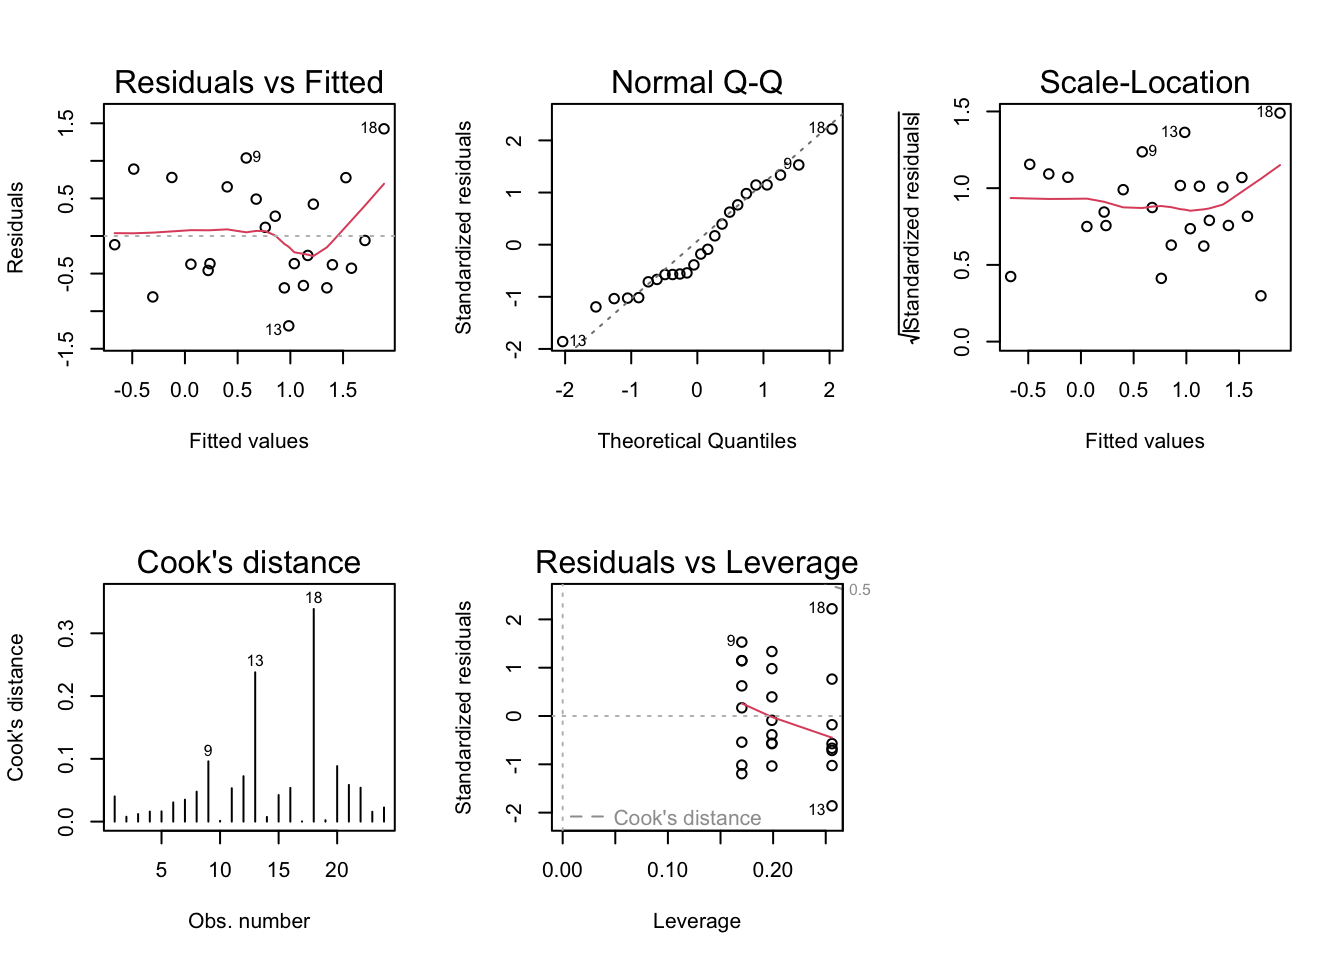 Residuals vs Fitted
Residuals
1.5
0.5
-0.5
-1.5
18
9
13
-0.5 0.0 0.5 1.0 1.5
Fitted values
Normal Q-Q
Standardized residuals
2
1
0
-1
-2
18
9
13
-2 -1 0 1 2
Theoretical Quantiles
Scale-Location
√|Standardized residuals|
1.5
1.0
0.5
0.0
18
13
9
-0.5 0.0 0.5 1.0 1.5
Fitted values
Cook's distance
Cook's distance
0.3
0.2
0.1
0.0
18
13
9
5 10 15 20
Obs. number
Residuals vs Leverage
Standardized residuals
2
1
0
-1
-2
0.5
18
9
13
Cook's distance
0.00 0.10 0.20
Leverage